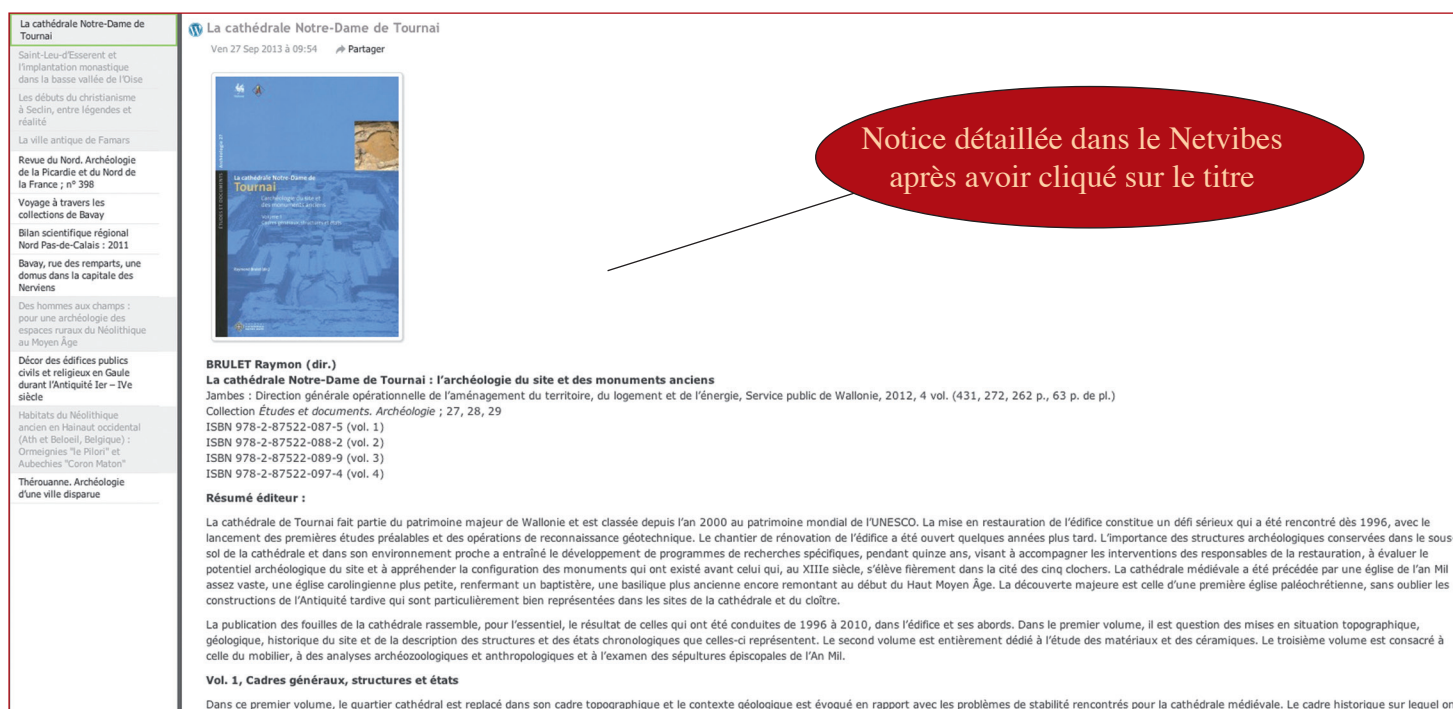 La cathédrale Notre-Dame de
Tournai
Saint-Leu-d'Esserent et
l'implantation monastique
dans la basse vallée de l'Oise
Les débuts du christianisme
à Seclin, entre légendes et
réalité
La ville antique de Famars
Revue du Nord. Archéologie
de la Picardie et du Nord de
la France ; n° 398
Voyage à travers les
collections de Bavay
Bilan scientifique régional
Nord Pas-de-Calais : 2011
Bavay, rue des remparts, une
domus dans la capitale des
Nerviens
Des hommes aux champs :
pour une archéologie des
espaces ruraux du Néolithique
au Moyen Âge
Décor des édifices publics
civils et religieux en Gaule
durant l'Antiquité Ier – IVe
siècle
Habitats du Néolithique
ancien en Hainaut occidental
(Ath et Beloeil, Belgique) :
Ormeignies "le Pilori" et
Aubechies "Coron Maton"
Thérouanne. Archéologie
d'une ville disparue
La cathédrale Notre-Dame de Tournai
Ven 27 Sep 2013 à 09:54 Partager
ÉTUDES ET DOCUMENTS Archéologie 27
La cathédrale Notre-Dame de
Tournai
L'archéologie du site et
des monuments anciens
Volume 1
Cadres généraux, structures et états
Raymond Brulet (dir.)
Notice détaillée dans le Netvibes
après avoir cliqué sur le titre
BRULET Raymon (dir.)
La cathédrale Notre-Dame de Tournai : l'archéologie du site et des monuments anciens
Jambes : Direction générale opérationnelle de l'aménagement du territoire, du logement et de l'énergie, Service public de Wallonie, 2012, 4 vol. (431, 272, 262 p., 63 p. de pl.)
Collection Études et documents. Archéologie ; 27, 28, 29
ISBN 978-2-87522-087-5 (vol. 1)
ISBN 978-2-87522-088-2 (vol. 2)
ISBN 978-2-87522-089-9 (vol. 3)
ISBN 978-2-87522-097-4 (vol. 4)
Résumé éditeur :
La cathédrale de Tournai fait partie du patrimoine majeur de Wallonie et est classée depuis l'an 2000 au patrimoine mondial de l'UNESCO. La mise en restauration de l'édifice constitue un défi sérieux qui a été rencontré dès 1996, avec le
lancement des premières études préalables et des opérations de reconnaissance géotechnique. Le chantier de rénovation de l'édifice a été ouvert quelques années plus tard. L'importance des structures archéologiques conservées dans le sous
sol de la cathédrale et dans son environnement proche a entraîné le développement de programmes de recherches spécifiques, pendant quinze ans, visant à accompagner les interventions des responsables de la restauration, à évaluer le
potentiel archéologique du site et à appréhender la configuration des monuments qui ont existé avant celui qui, au XIIIe siècle, s'élève fièrement dans la cité des cinq clochers. La cathédrale médiévale a été précédée par une église de l'an Mil
assez vaste, une église carolingienne plus petite, renfermant un baptistère, une basilique plus ancienne encore remontant au début du Haut Moyen Âge. La découverte majeure est celle d'une première église paléochrétienne, sans oublier les
constructions de l'Antiquité tardive qui sont particulièrement bien représentées dans les sites de la cathédrale et du cloître.
La publication des fouilles de la cathédrale rassemble, pour l'essentiel, le résultat de celles qui ont été conduites de 1996 à 2010, dans l'édifice et ses abords. Dans le premier volume, il est question des mises en situation topographique,
géologique, historique du site et de la description des structures et des états chronologiques que celles-ci représentent. Le second volume est entièrement dédié à l'étude des matériaux et des céramiques. Le troisième volume est consacré à
celle du mobilier, à des analyses archéozoologiques et anthropologiques et à l'examen des sépultures épiscopales de l'An Mil.
Vol. 1, Cadres généraux, structures et états
Dans ce premier volume, le quartier cathédral est replacé dans son cadre topographique et le contexte géologique est évoqué en rapport avec les problèmes de stabilité rencontrés pour la cathédrale médiévale. Le cadre historique sur lequel on